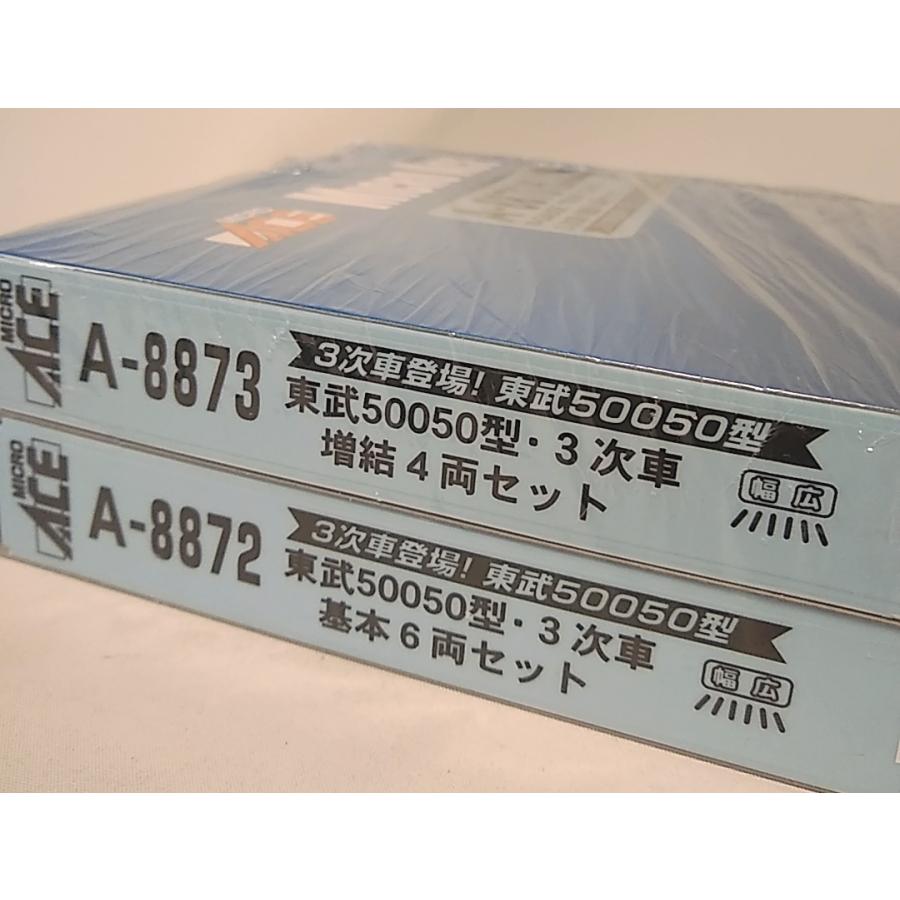 MICRO ACE
MICRO
ACE
A-8873
3次車登場! 東武50050型
東武50050型・3次車
増結4両セット
幅広
MICRO
ACE
A-8872
3次車登場! 東武50050型
東武50050型・3次車
基本6両セット
幅広